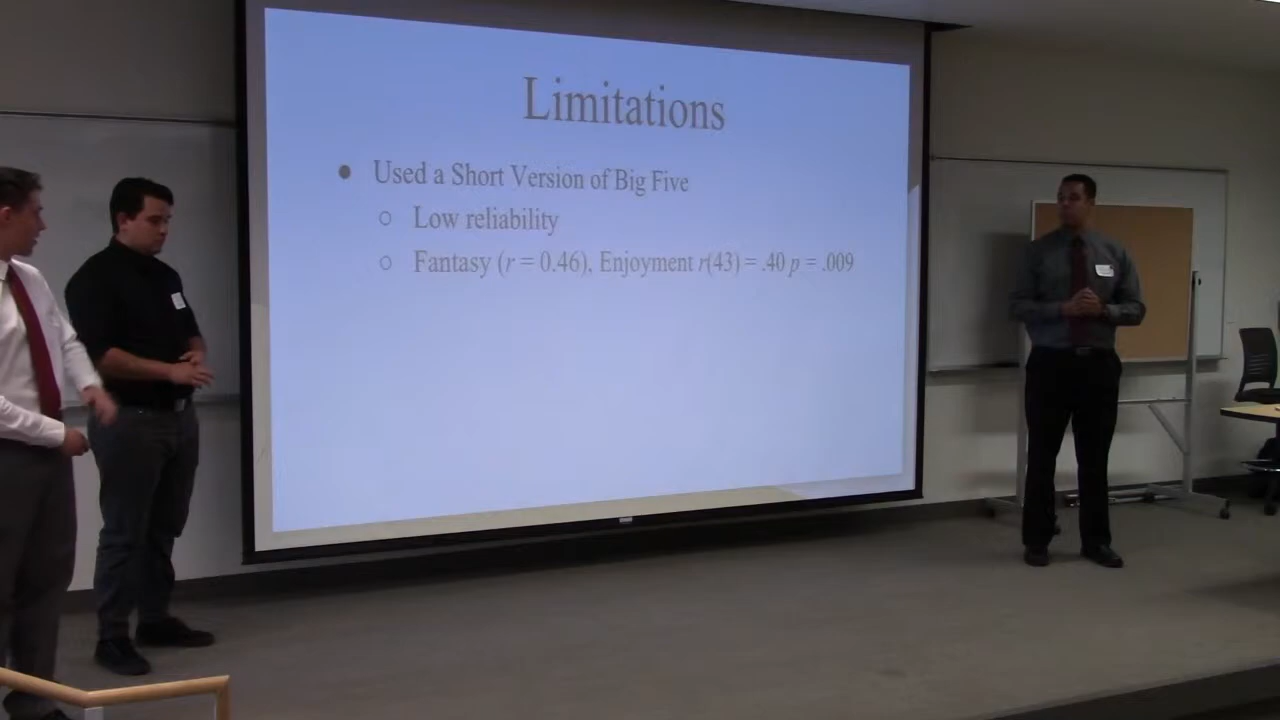 Limitations
● Used a Short Version of Big Five
○ Low reliability
○ Fantasy (r = 0.46), Enjoyment r(43) = .40 p = .009